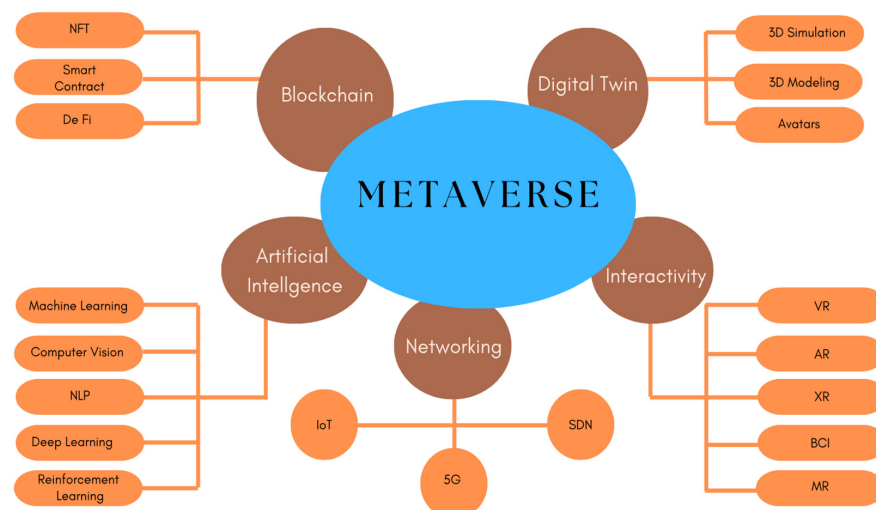 NFT
Smart
Contract
De Fi
Blockchain
Digital Twin
3D Simulation
3D Modeling
Avatars
METAVERSE
Artificial
Intellgence
Interactivity
Networking
Machine Learning
Computer Vision
NLP
Deep Learning
Reinforcement
Learning
IoT
5G
SDN
VR
AR
XR
BCI
MR